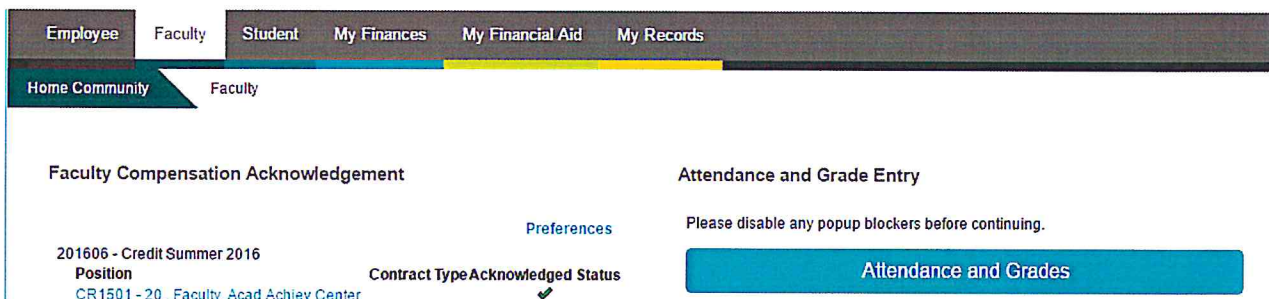 Employee Faculty Student My Finances My Financial Aid My Records
Home Community Faculty
Faculty Compensation Acknowledgement
Preferences
201606 - Credit Summer 2016
Position Contract Type Acknowledged Status
CR1501 - 20 Faculty, Acad Achiev Center
Attendance and Grade Entry
Please disable any popup blockers before continuing.
Attendance and Grades